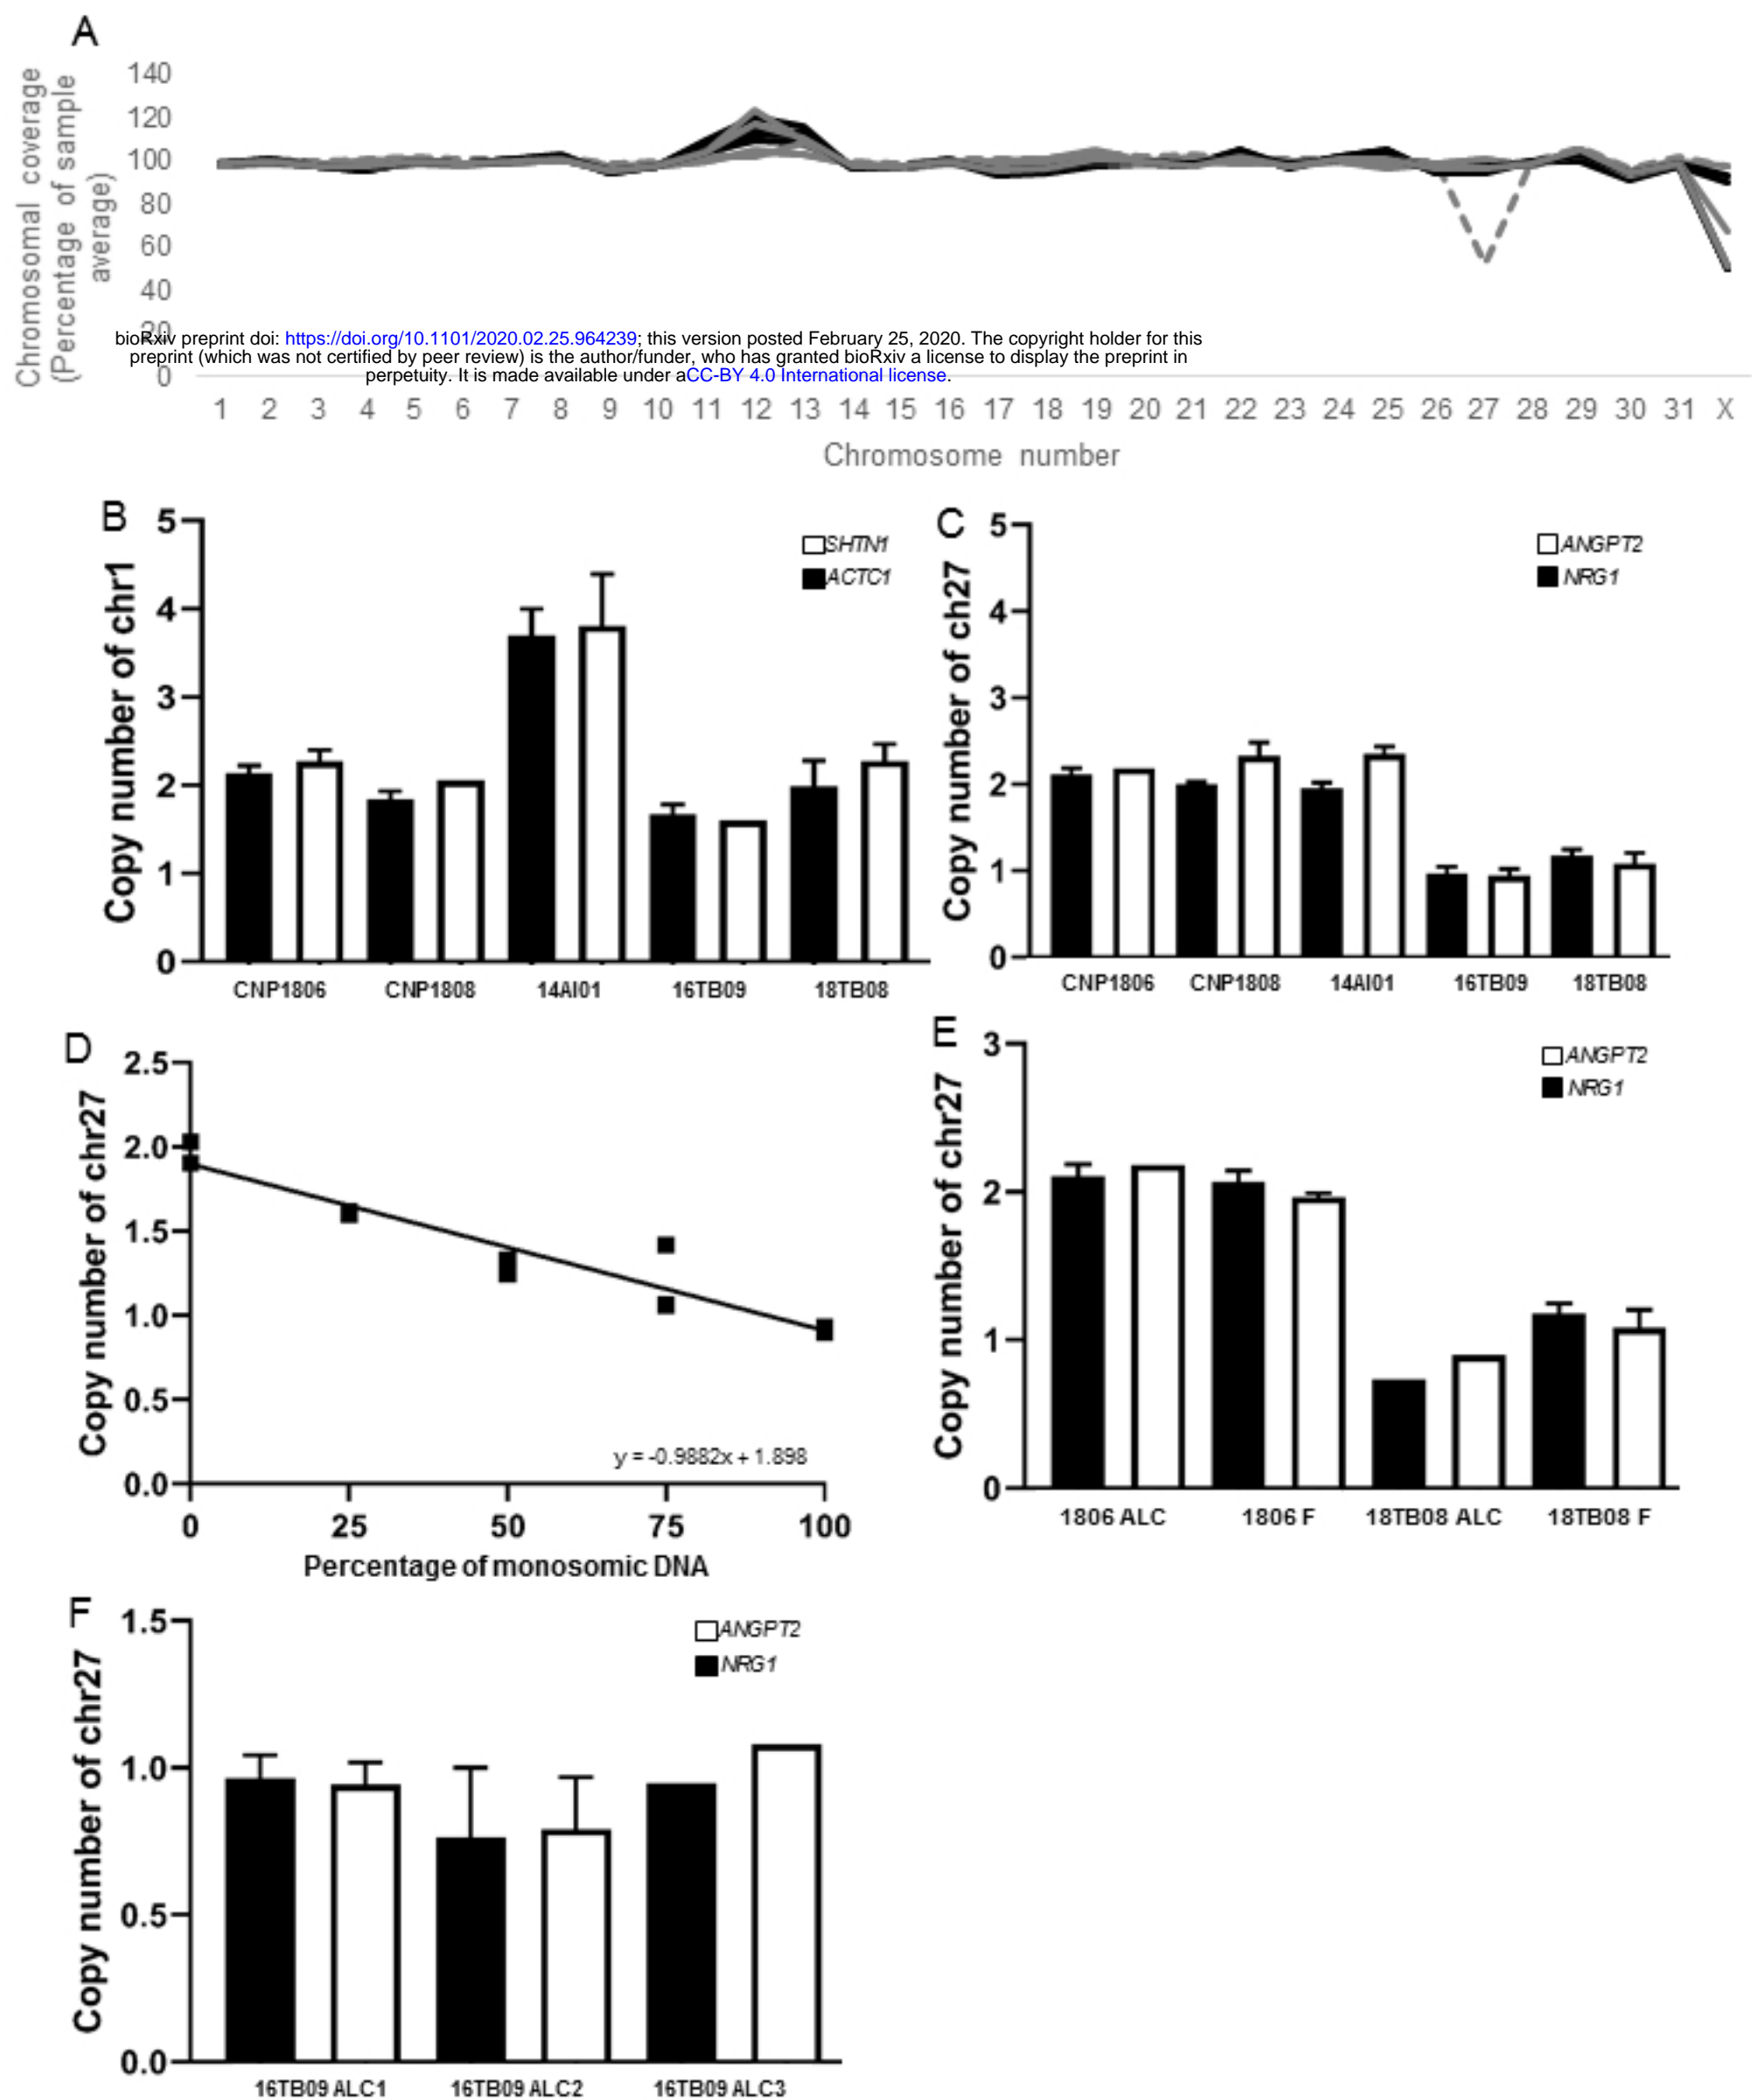 A
Chromosomal coverage
(Percentage of sample
average)
140
120
100
80
60
40
20
0
bioRxiv preprint doi: https://doi.org/10.1101/2020.02.25.964239; this version posted February 25, 2020. The copyright holder for this
preprint (which was not certified by peer review) is the author/funder, who has granted bioRxiv a license to display the preprint in
perpetuity. It is made available under aCC-BY 4.0 International license.
1 2 3 4 5 6 7 8 9 10 11 12 13 14 15 16 17 18 19 20 21 22 23 24 25 26 27 28 29 30 31 X
Chromosome number
B
Copy number of chr1
5
4
3
2
1
0
SHTN1
ACTC1
CNP1806 CNP1808 14AI01 16TB09 18TB08
C
Copy number of ch27
5
4
3
2
1
0
ANGPT2
NRG1
CNP1806 CNP1808 14AI01 16TB09 18TB08
D
Copy number of chr27
2.5
2.0
1.5
1.0
0.5
0.0
y = -0.9882x + 1.898
0 25 50 75 100
Percentage of monosomic DNA
E
Copy number of chr27
3
2
1
0
ANGPT2
NRG1
1806 ALC 1806 F 18TB08 ALC 18TB08 F
F
Copy number of chr27
1.5
1.0
0.5
0.0
ANGPT2
NRG1
16TB09 ALC1 16TB09 ALC2 16TB09 ALC3